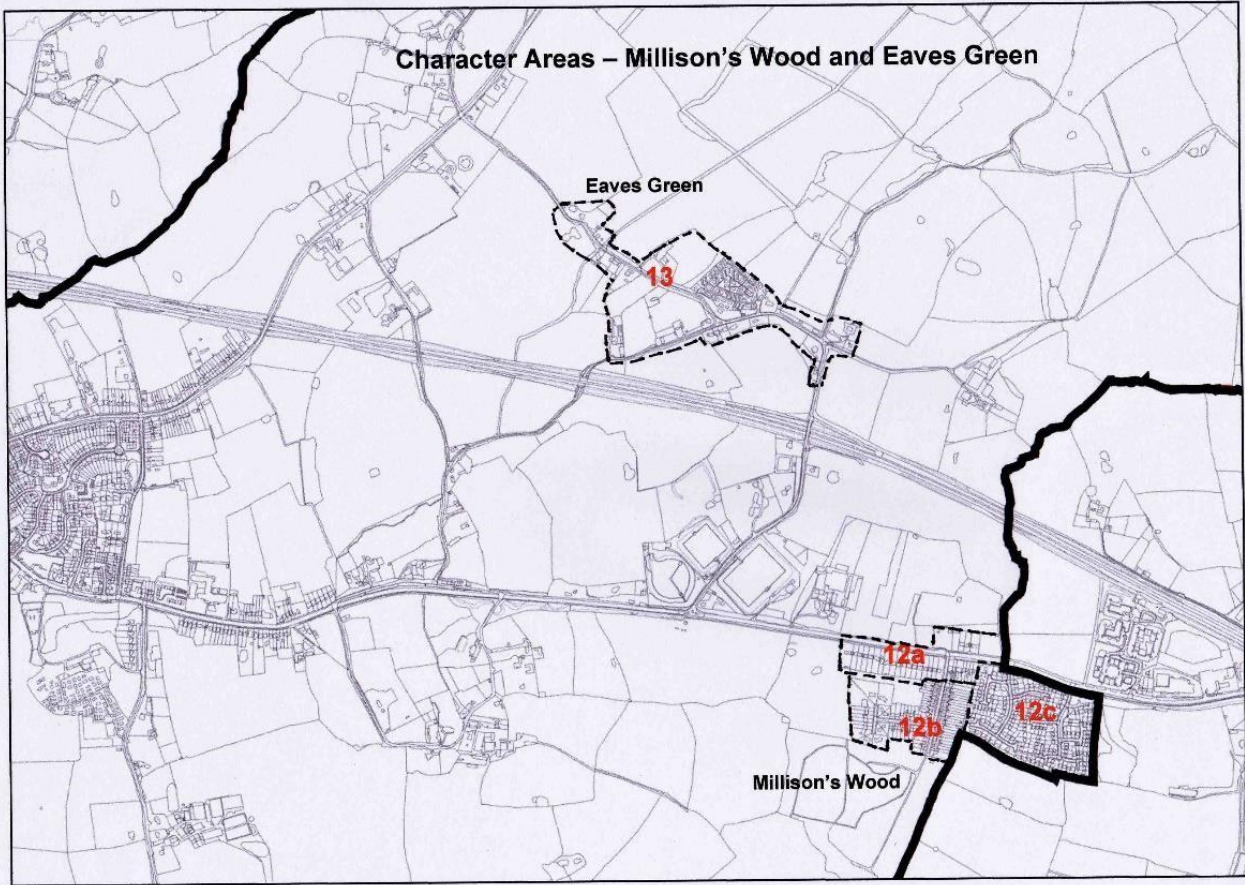 Character Areas – Millison's Wood and Eaves Green
Eaves Green
13
12a
12b
12c
Millison's Wood